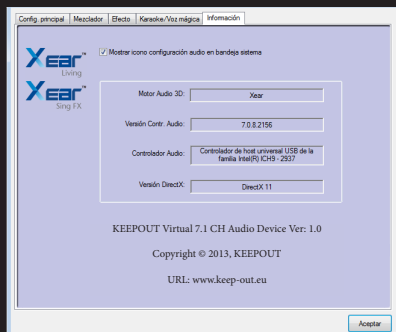 Config. principal Mezclador Efecto Karaoke/Voz mágica Información
Xear™
Living
Xear™
Sing FX
Mostrar icono configuración audio en bandeja sistema
Motor Audio 3D: Xear
Versión Contr. Audio: 7.0.8.2156
Controlador Audio: Controlador de host universal USB de la
familia Intel(R) ICH9 - 2937
Versión DirectX: DirectX 11
KEEPOUT Virtual 7.1 CH Audio Device Ver: 1.0
Copyright © 2013, KEEPOUT
URL: www.keep-out.eu
Aceptar